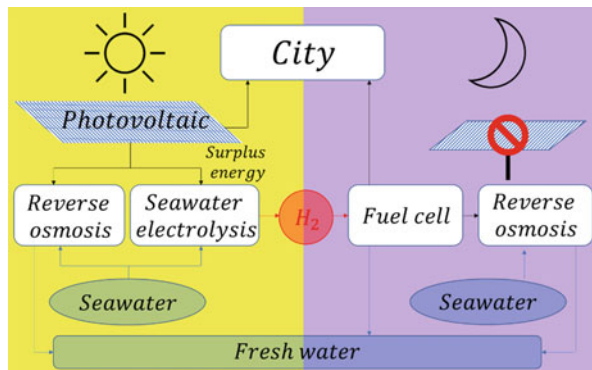 City
Photovoltaic
Surplus
energy
Reverse
osmosis
Seawater
electrolysis
H2
Fuel cell
Reverse
osmosis
Seawater
Seawater
Fresh water